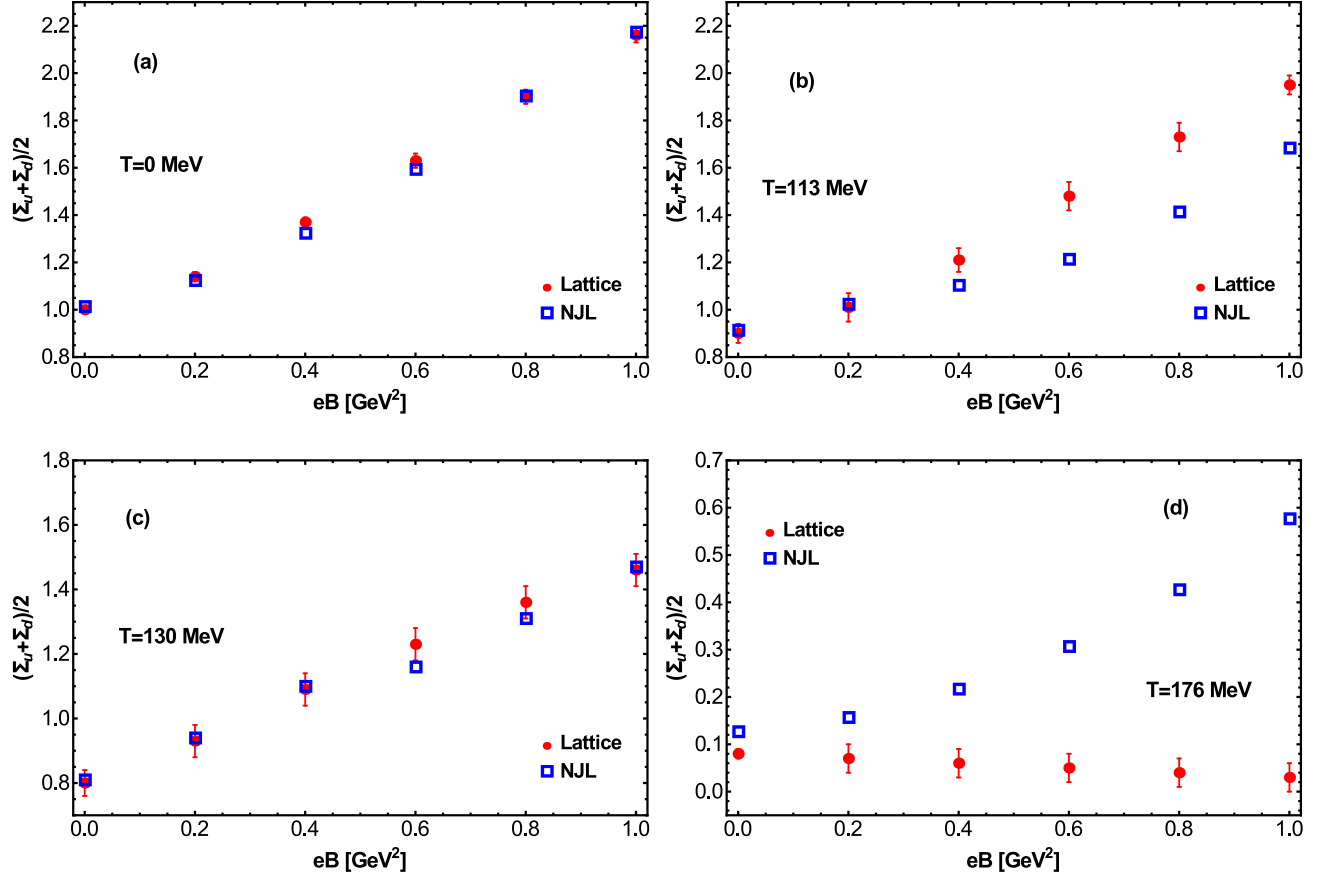 2.2
2.0
1.8
1.6
1.4
1.2
1.0
0.8
(Σu+Σd)/2
(a)
T=0 MeV
Lattice
NJL
0.0 0.2 0.4 0.6 0.8 1.0
eB [GeV²]
2.2
2.0
1.8
1.6
1.4
1.2
1.0
0.8
(Σu+Σd)/2
(b)
T=113 MeV
Lattice
NJL
0.0 0.2 0.4 0.6 0.8 1.0
eB [GeV²]
1.8
1.6
1.4
1.2
1.0
0.8
(Σu+Σd)/2
(c)
T=130 MeV
Lattice
NJL
0.0 0.2 0.4 0.6 0.8 1.0
eB [GeV²]
0.7
0.6
0.5
0.4
0.3
0.2
0.1
0.0
(Σu+Σd)/2
(d)
Lattice
NJL
T=176 MeV
0.0 0.2 0.4 0.6 0.8 1.0
eB [GeV²]